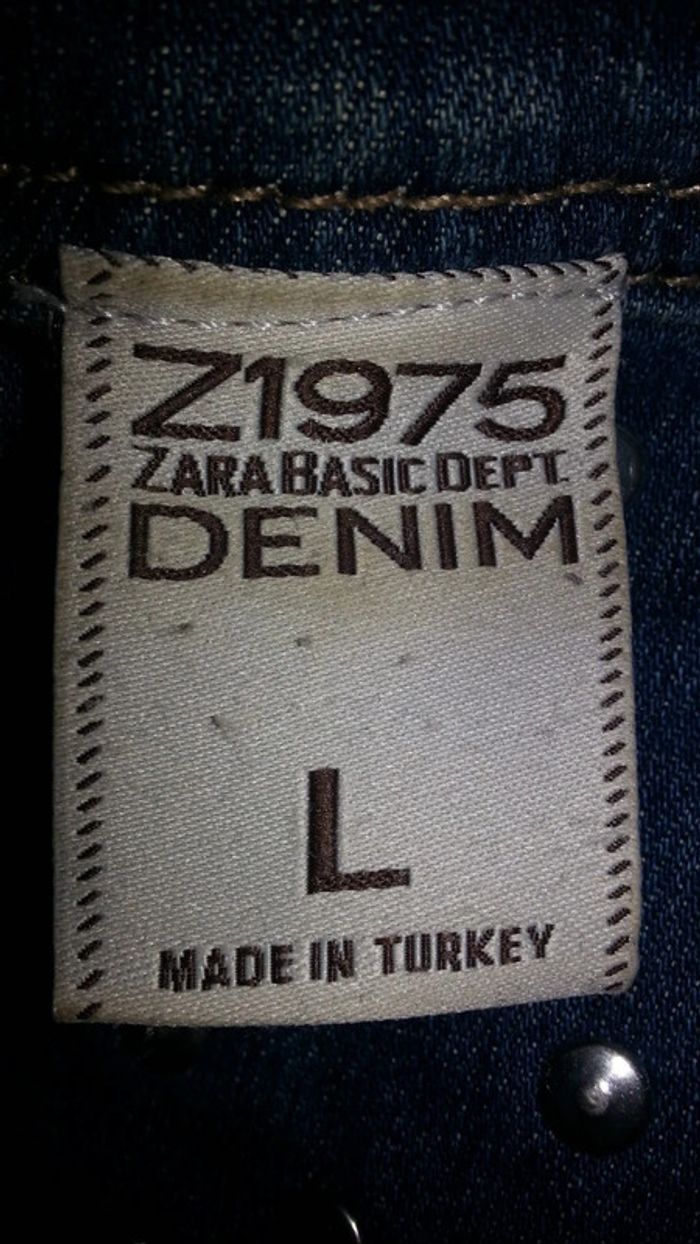 Z1975
ZARA BASIC DEPT.
DENIM
L
MADE IN TURKEY